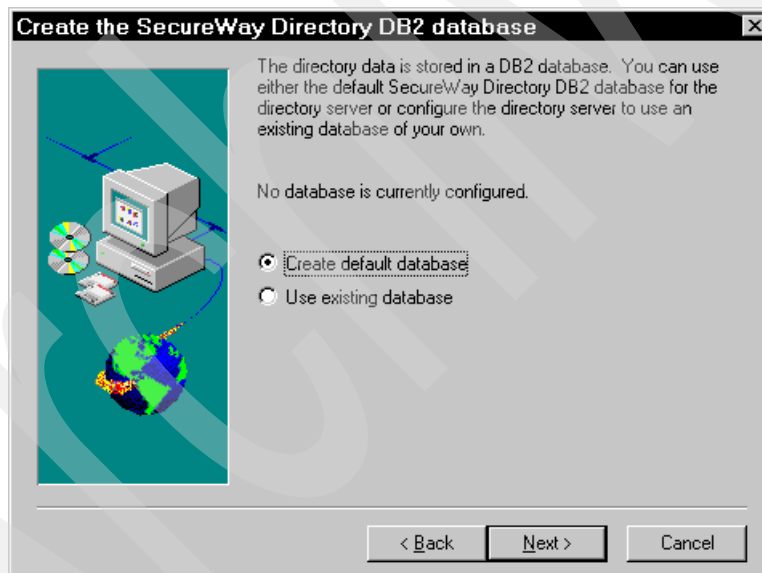 Create the SecureWay Directory DB2 database
The directory data is stored in a DB2 database. You can use
either the default SecureWay Directory DB2 database for the
directory server or configure the directory server to use an
existing database of your own.
No database is currently configured.
Create default database
Use existing database
< Back
Next >
Cancel